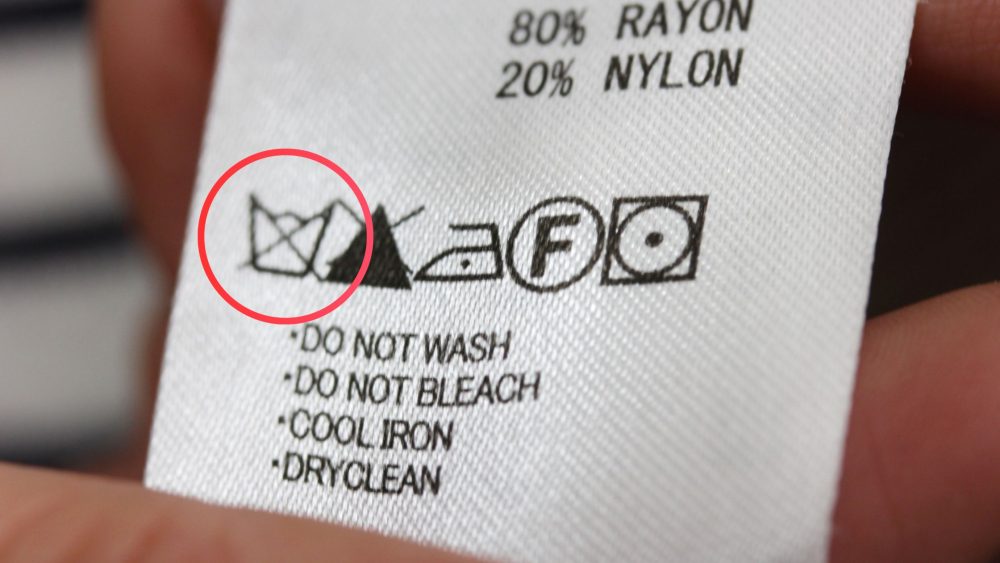 80% RAYON
20% NYLON
F
·DO NOT WASH
·DO NOT BLEACH
·COOL IRON
·DRYCLEAN